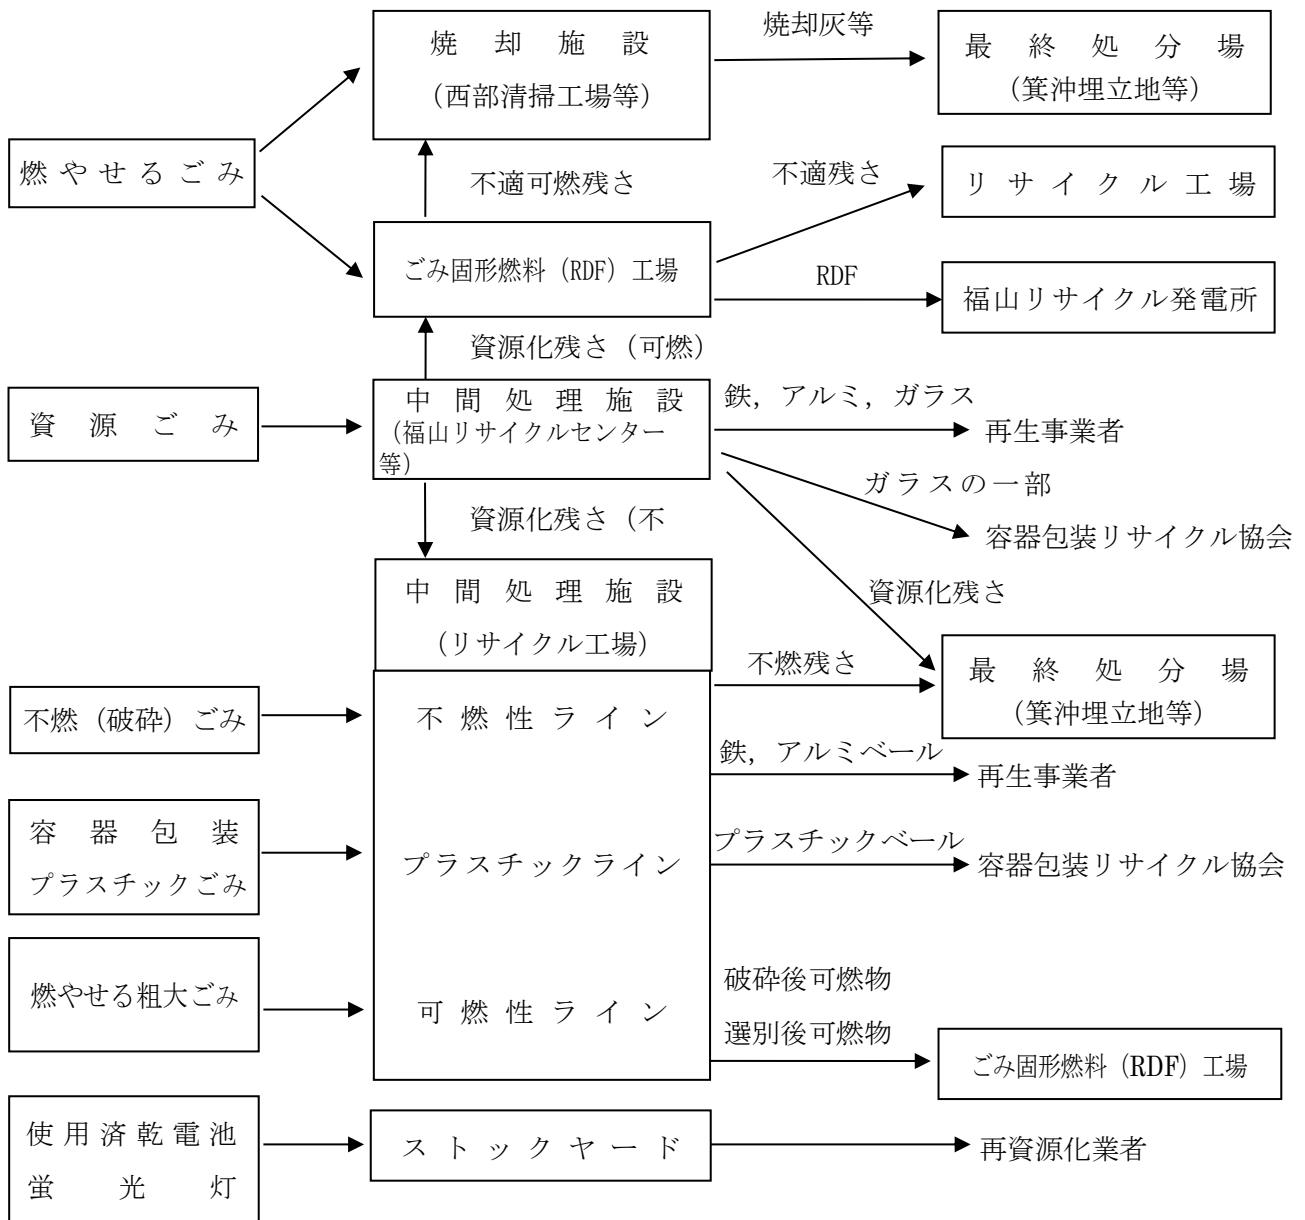 焼却施設
(西部清掃工場等)
焼却灰等
最終処分場
(箕沖埋立地等)
燃やせるごみ
不適可燃残さ
不適残さ
リサイクル工場
ごみ固形燃料（RDF）工場
RDF
福山リサイクル発電所
資源化残さ（可燃）
資源ごみ
中間処理施設
(福山リサイクルセンター
等)
鉄，アルミ，ガラス
再生事業者
ガラスの一部
容器包装リサイクル協会
資源化残さ（不
資源化残さ
中間処理施設
(リサイクル工場)
不燃残さ
最終処分場
(箕沖埋立地等)
不燃（破砕）ごみ
不燃性ライン
鉄，アルミベール
再生事業者
容器包装
プラスチックごみ
プラスチックライン
プラスチックベール
容器包装リサイクル協会
燃やせる粗大ごみ
可燃性ライン
破砕後可燃物
選別後可燃物
ごみ固形燃料（RDF）工場
使用済乾電池
蛍光灯
ストックヤード
再資源化業者